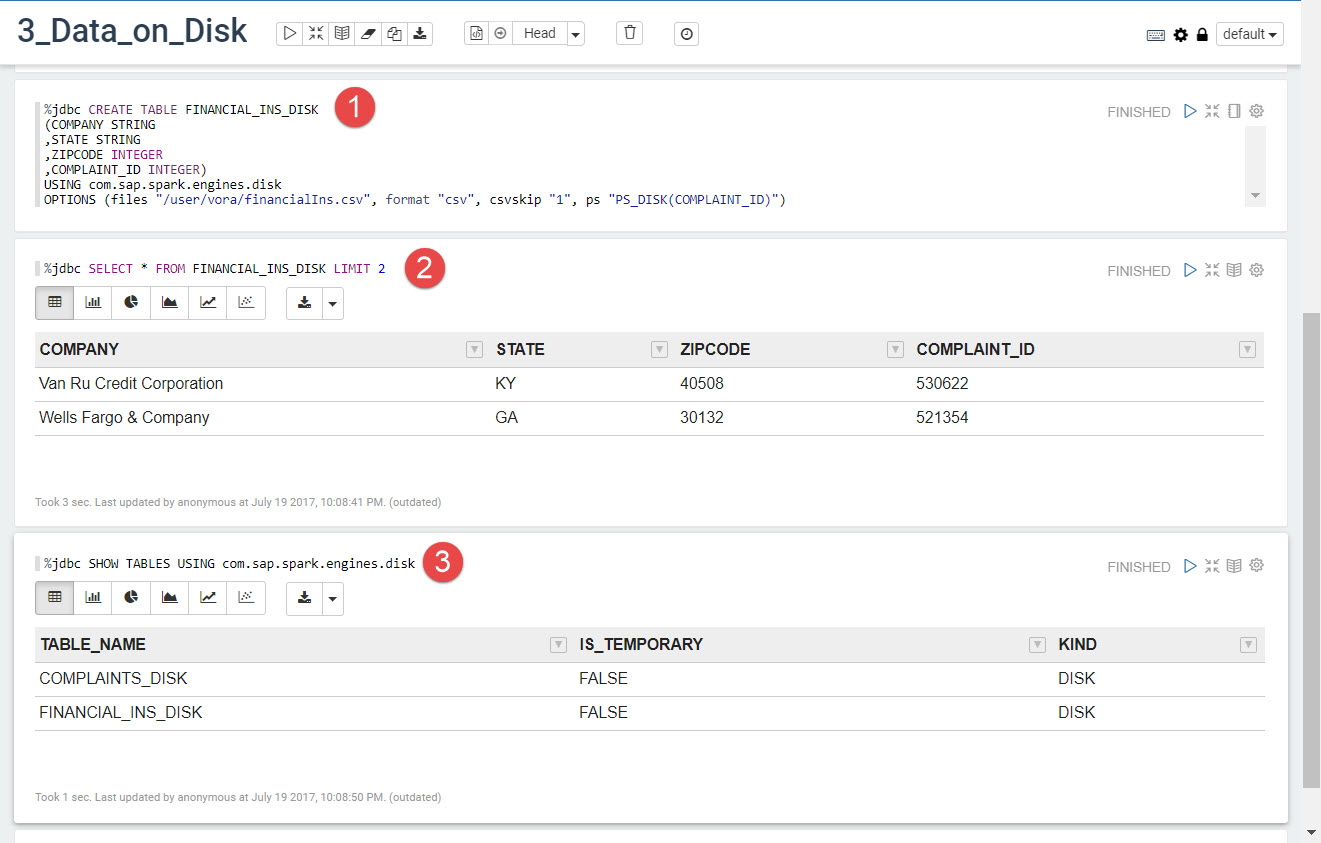 3_Data_on_Disk Head default
%jdbc CREATE TABLE FINANCIAL_INS_DISK 1 FINISHED
(COMPANY STRING
,STATE STRING
,ZIPCODE INTEGER
,COMPLAINT_ID INTEGER)
USING com.sap.spark.engines.disk
OPTIONS (files "/user/vora/financialIns.csv", format "csv", csvskip "1", ps "PS_DISK(COMPLAINT_ID)")
%jdbc SELECT * FROM FINANCIAL_INS_DISK LIMIT 2 2 FINISHED
COMPANY STATE ZIPCODE COMPLAINT_ID
Van Ru Credit Corporation KY 40508 530622
Wells Fargo & Company GA 30132 521354
Took 3 sec. Last updated by anonymous at July 19 2017, 10:08:41 PM. (outdated)
%jdbc SHOW TABLES USING com.sap.spark.engines.disk 3 FINISHED
TABLE_NAME IS_TEMPORARY KIND
COMPLAINTS_DISK FALSE DISK
FINANCIAL_INS_DISK FALSE DISK
Took 1 sec. Last updated by anonymous at July 19 2017, 10:08:50 PM. (outdated)